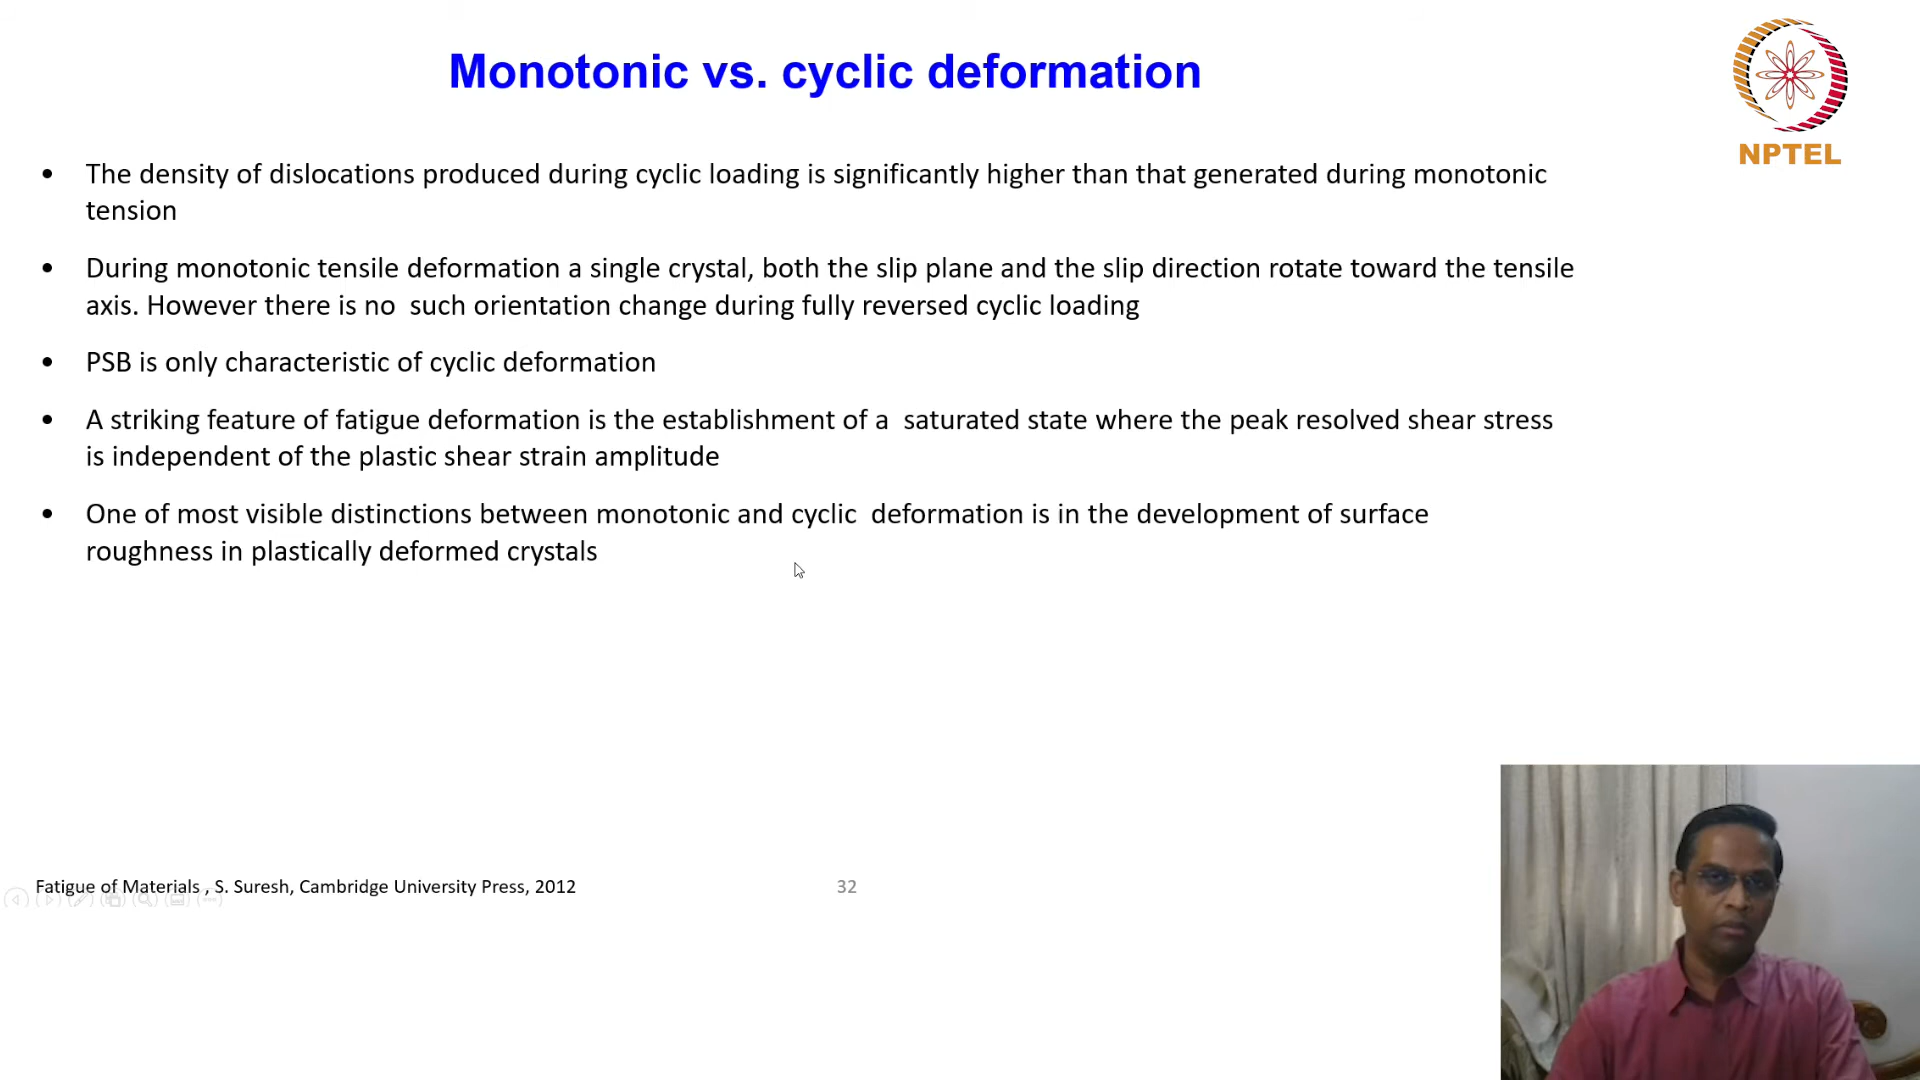 Monotonic vs. cyclic deformation
NPTEL
• The density of dislocations produced during cyclic loading is significantly higher than that generated during monotonic
tension
• During monotonic tensile deformation a single crystal, both the slip plane and the slip direction rotate toward the tensile
axis. However there is no  such orientation change during fully reversed cyclic loading
• PSB is only characteristic of cyclic deformation
• A striking feature of fatigue deformation is the establishment of a  saturated state where the peak resolved shear stress
is independent of the plastic shear strain amplitude
• One of most visible distinctions between monotonic and cyclic  deformation is in the development of surface
roughness in plastically deformed crystals
Fatigue of Materials , S. Suresh, Cambridge University Press, 2012
32